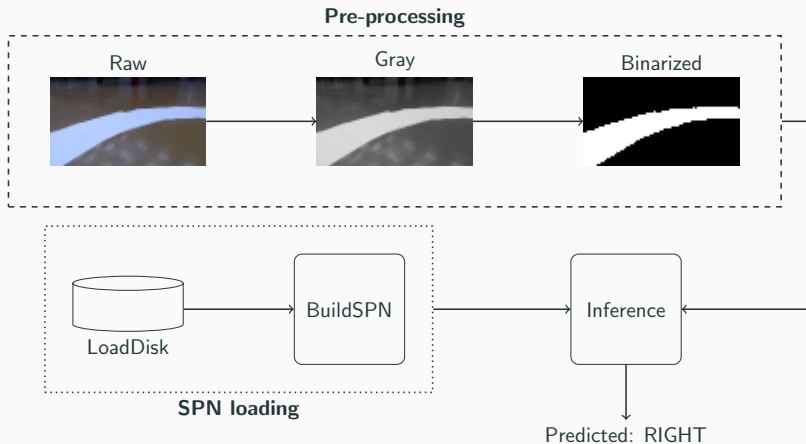 Pre-processing
Raw
Gray
Binarized
BuildSPN
Inference
LoadDisk
SPN loading
Predicted: RIGHT